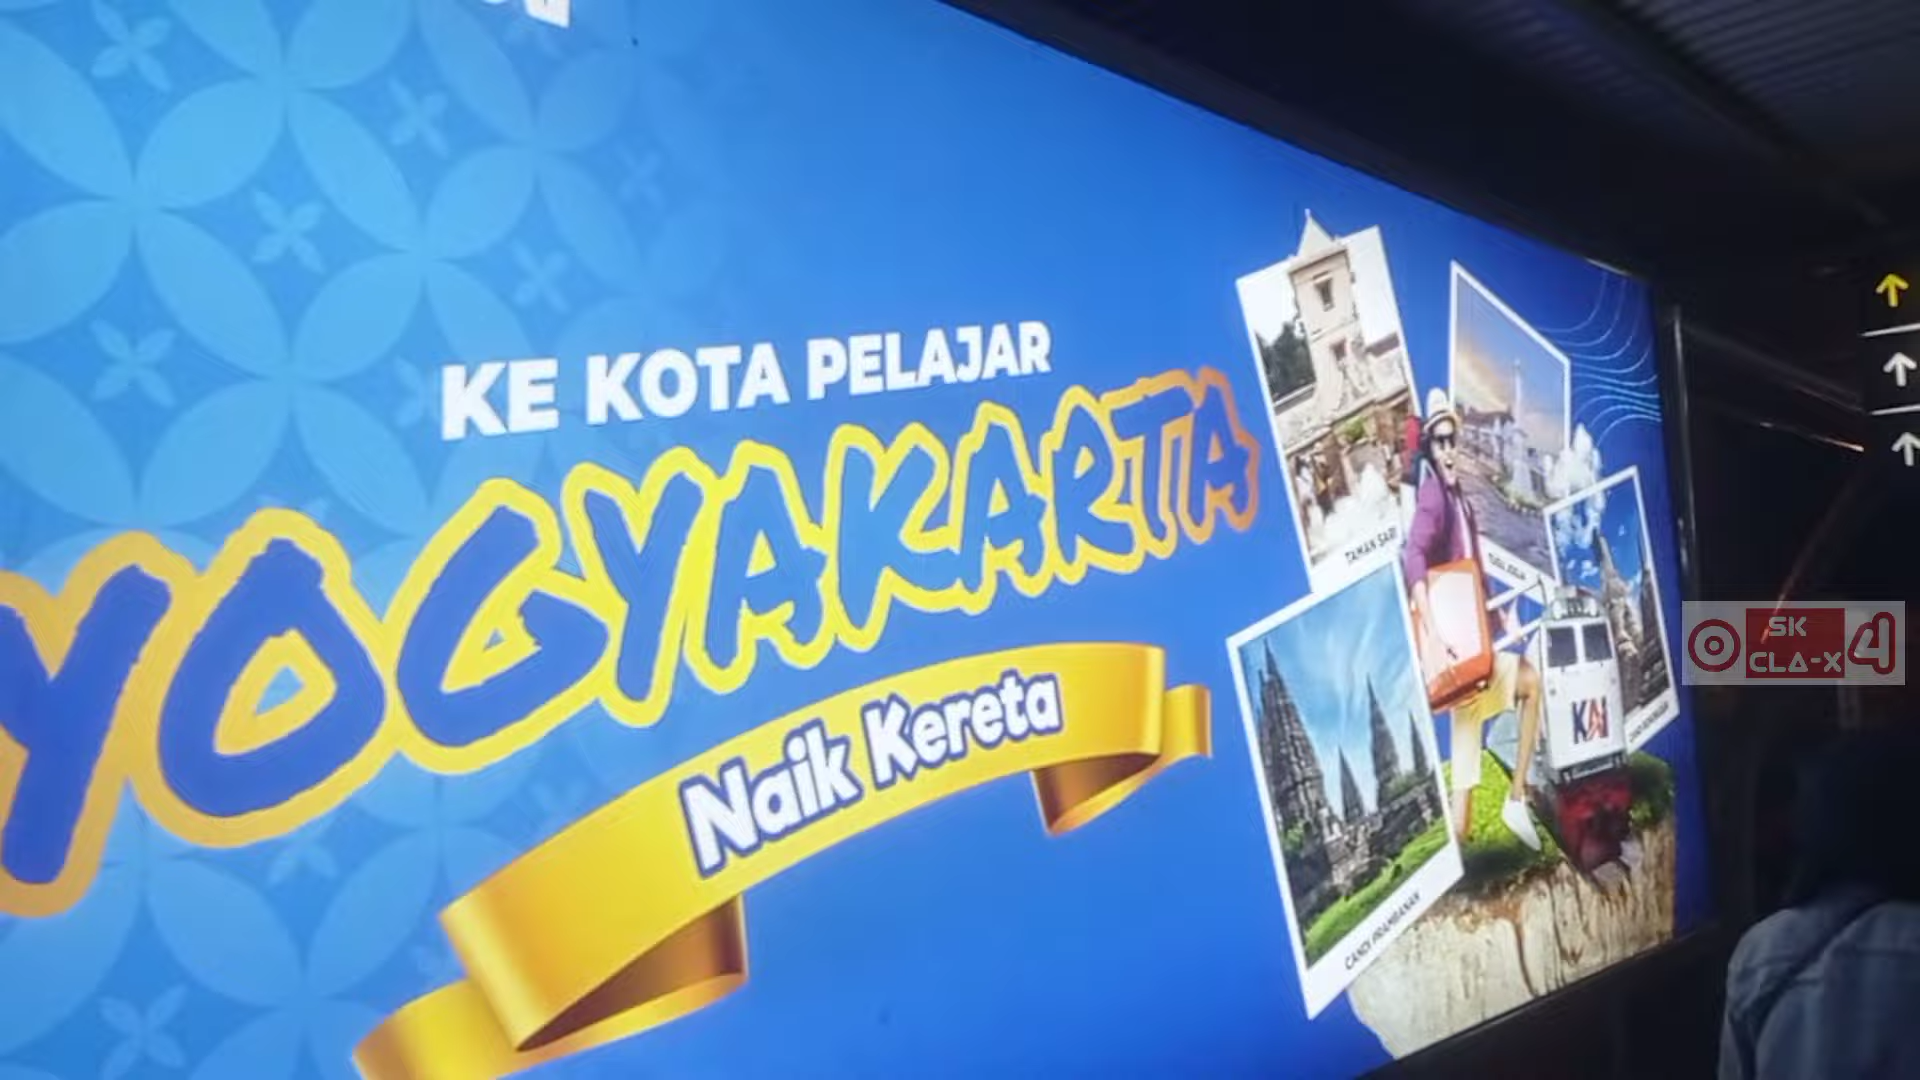 KE KOTA PELAJAR
YOGYAKARTA
Naik Kereta
TAMAN SARI
CANDI PRAMBANAN
KAI
SK
CLA-X
4